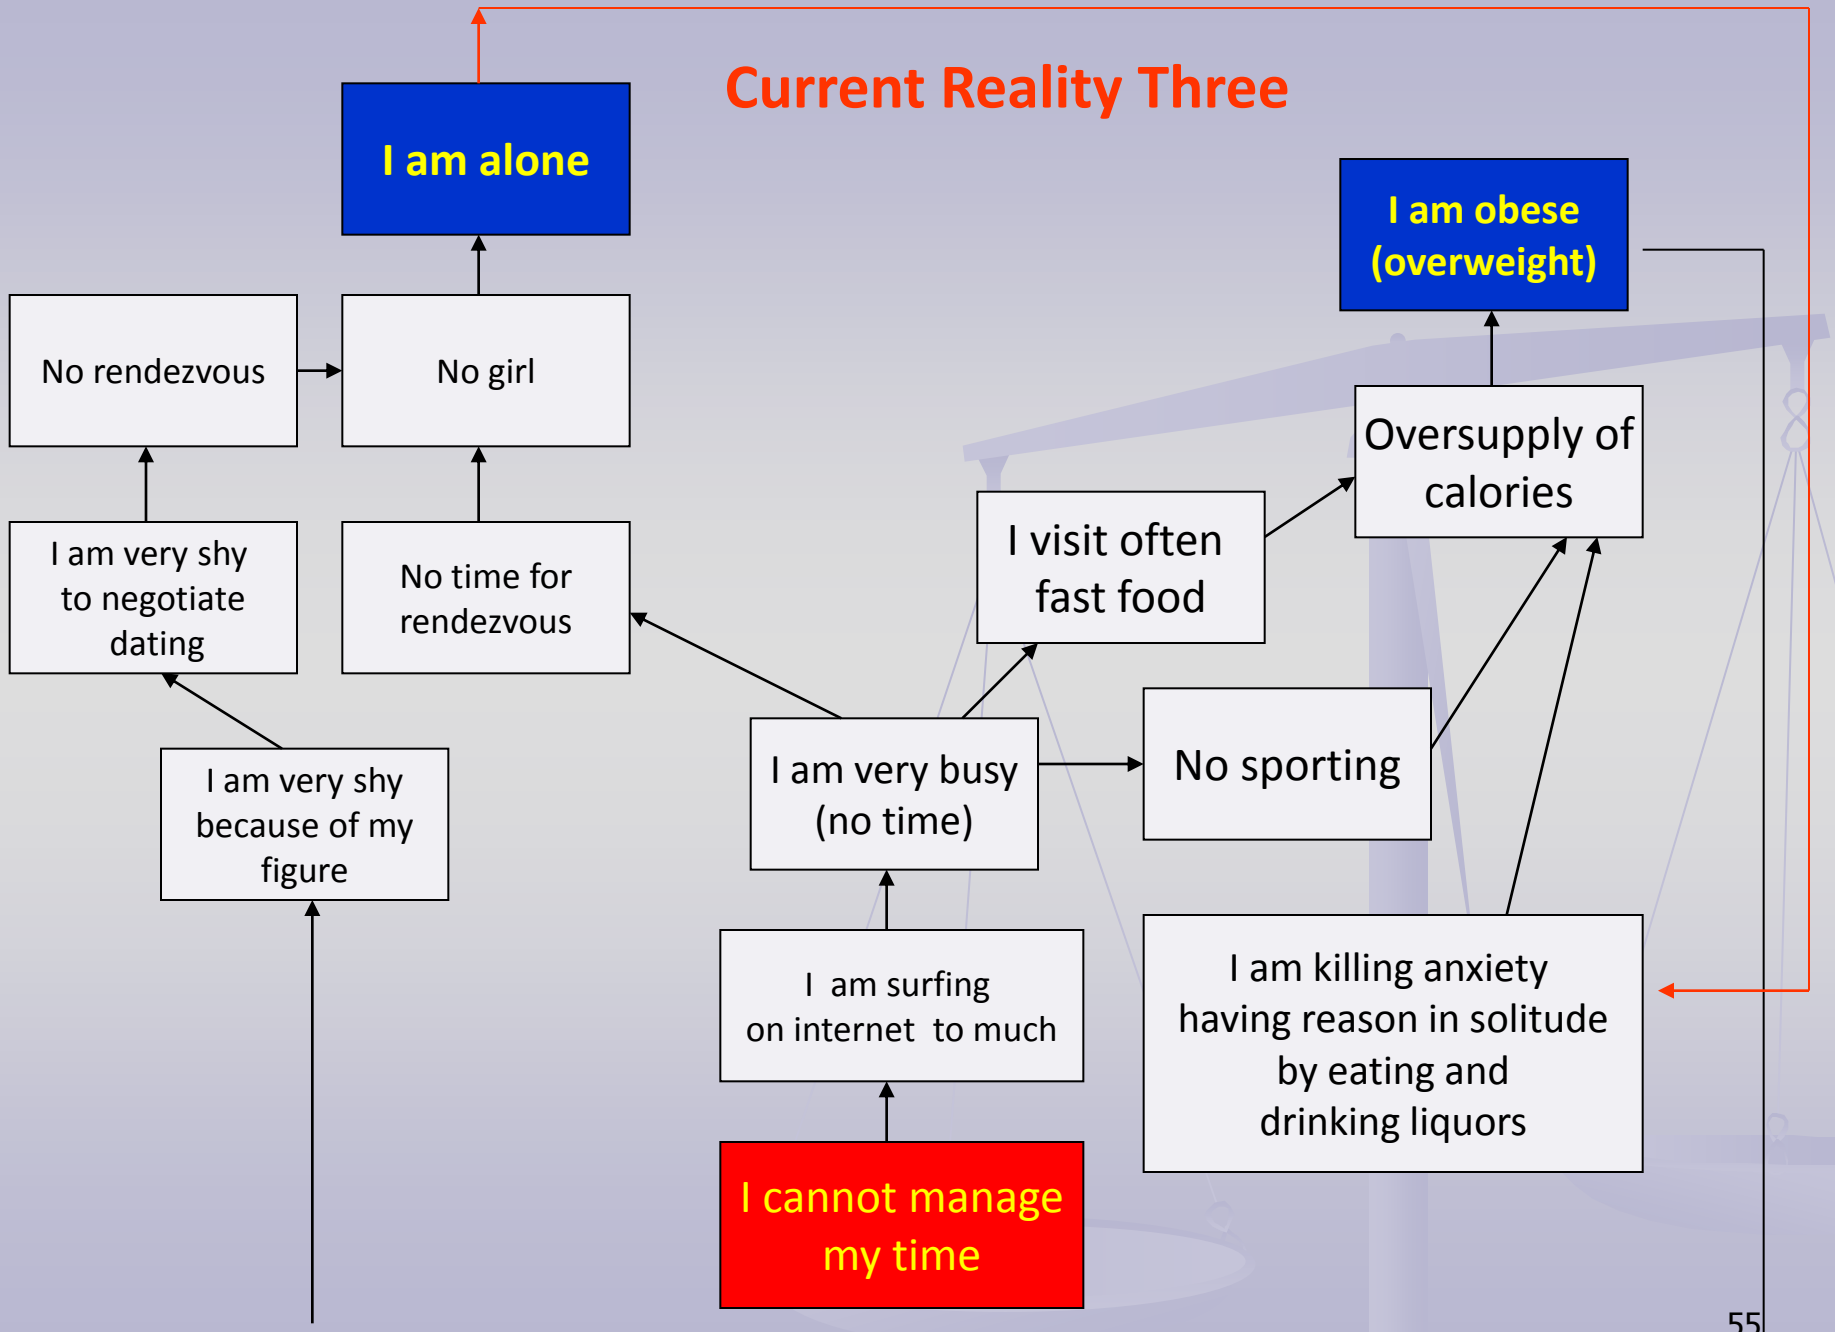 Current Reality Three
I am alone
I am obese
(overweight)
No rendezvous
No girl
Oversupply of
calories
I am very shy
to negotiate
dating
No time for
rendezvous
I visit often
fast food
I am very shy
because of my
figure
I am very busy
(no time)
No sporting
I am surfing
on internet to much
I am killing anxiety
having reason in solitude
by eating and
drinking liquors
I cannot manage
my time
55